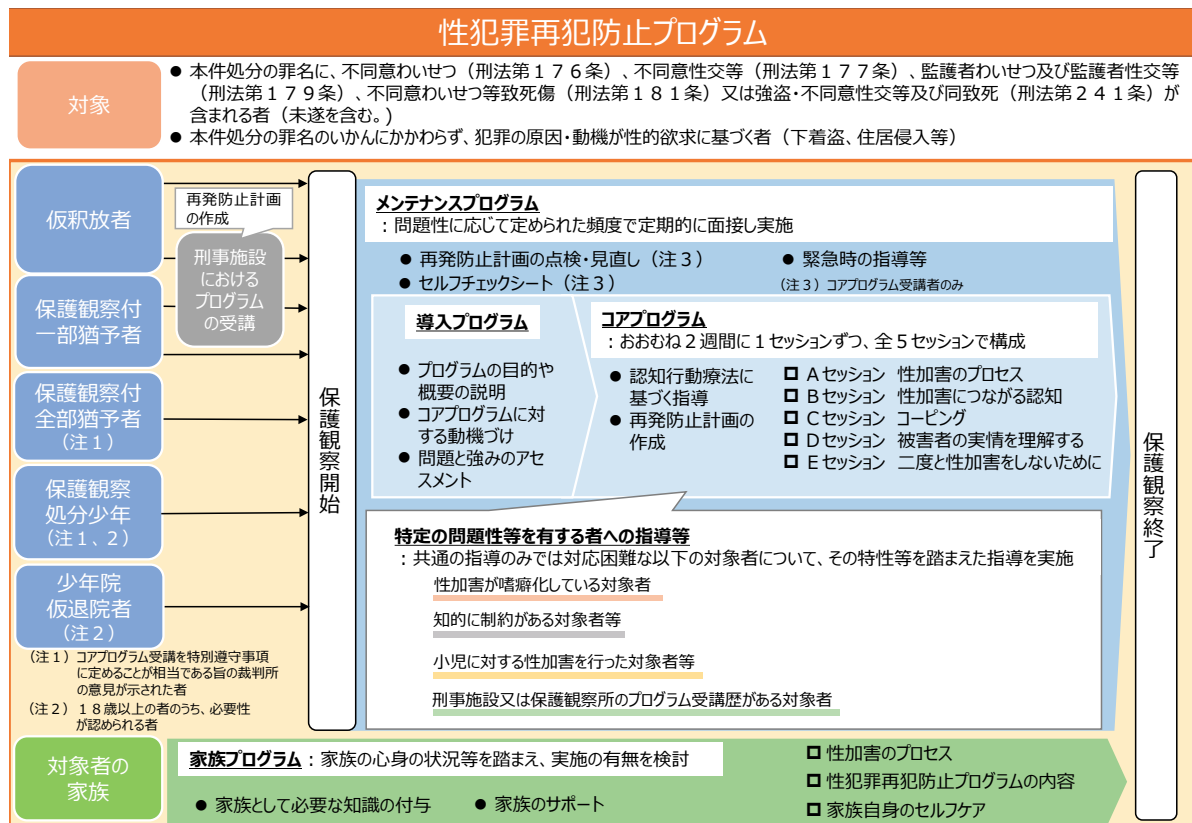 性犯罪再犯防止プログラム
対象
● 本件処分の罪名に、不同意わいせつ（刑法第１７６条）、不同意性交等（刑法第１７７条）、監護者わいせつ及び監護者性交等
（刑法第１７９条）、不同意わいせつ等致死傷（刑法第１８１条）又は強盗・不同意性交等及び同致死（刑法第２４１条）が
含まれる者（未遂を含む。)
● 本件処分の罪名のいかんにかかわらず、犯罪の原因・動機が性的欲求に基づく者（下着盗、住居侵入等）
仮釈放者
再発防止計画
の作成
刑事施設
における
プログラム
の受講
保護観察付
一部猶予者
保護観察付
全部猶予者
（注１）
保護観察
処分少年
（注１、２）
少年院
仮退院者
（注２）
（注１）コアプログラム受講を特別遵守事項
に定めることが相当である旨の裁判所
の意見が示された者
（注２）１８歳以上の者のうち、必要性
が認められる者
保護観察開始
メンテナンスプログラム
：問題性に応じて定められた頻度で定期的に面接し実施
● 再発防止計画の点検・見直し（注３）
● セルフチェックシート（注３）
● 緊急時の指導等
（注３）コアプログラム受講者のみ
導入プログラム
● プログラムの目的や
概要の説明
● コアプログラムに対
する動機づけ
● 問題と強みのアセ
スメント
コアプログラム
：おおむね２週間に１セッションずつ、全５セッションで構成
● 認知行動療法に
基づく指導
● 再発防止計画の
作成
□ Ａセッション 性加害のプロセス
□ Ｂセッション 性加害につながる認知
□ Ｃセッション コーピング
□ Ｄセッション 被害者の実情を理解する
□ Ｅセッション 二度と性加害をしないために
特定の問題性等を有する者への指導等
：共通の指導のみでは対応困難な以下の対象者について、その特性等を踏まえた指導を実施
性加害が嗜癖化している対象者
知的に制約がある対象者等
小児に対する性加害を行った対象者等
刑事施設又は保護観察所のプログラム受講歴がある対象者
保護観察終了
対象者の
家族
家族プログラム：家族の心身の状況等を踏まえ、実施の有無を検討
● 家族として必要な知識の付与
● 家族のサポート
□ 性加害のプロセス
□ 性犯罪再犯防止プログラムの内容
□ 家族自身のセルフケア